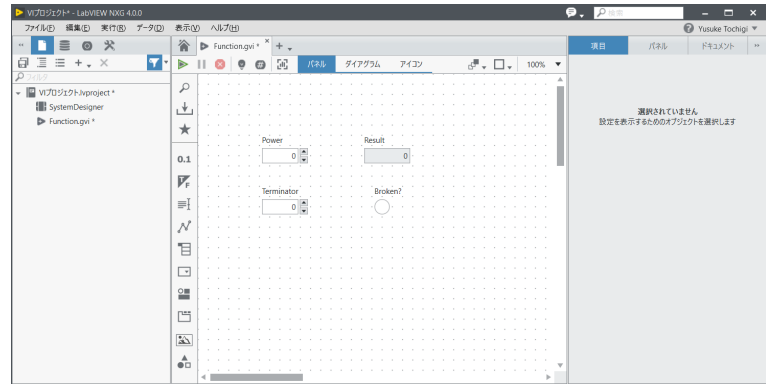 VIプロジェクト* - LabVIEW NXG 4.0.0
検索
ファイル(F) 編集(E) 実行(R) データ(D) 表示(V) ヘルプ(H)
Yusuke Tochigi
Function.gvi *
項目 パネル ドキュメント
パネル ダイアグラム アイコン
100%
フィルタ
VIプロジェクト.lvproject *
SystemDesigner
Function.gvi *
選択されていません
設定を表示するためのオブジェクトを選択します
Power Result
0 0
0.1
Terminator Broken?
0